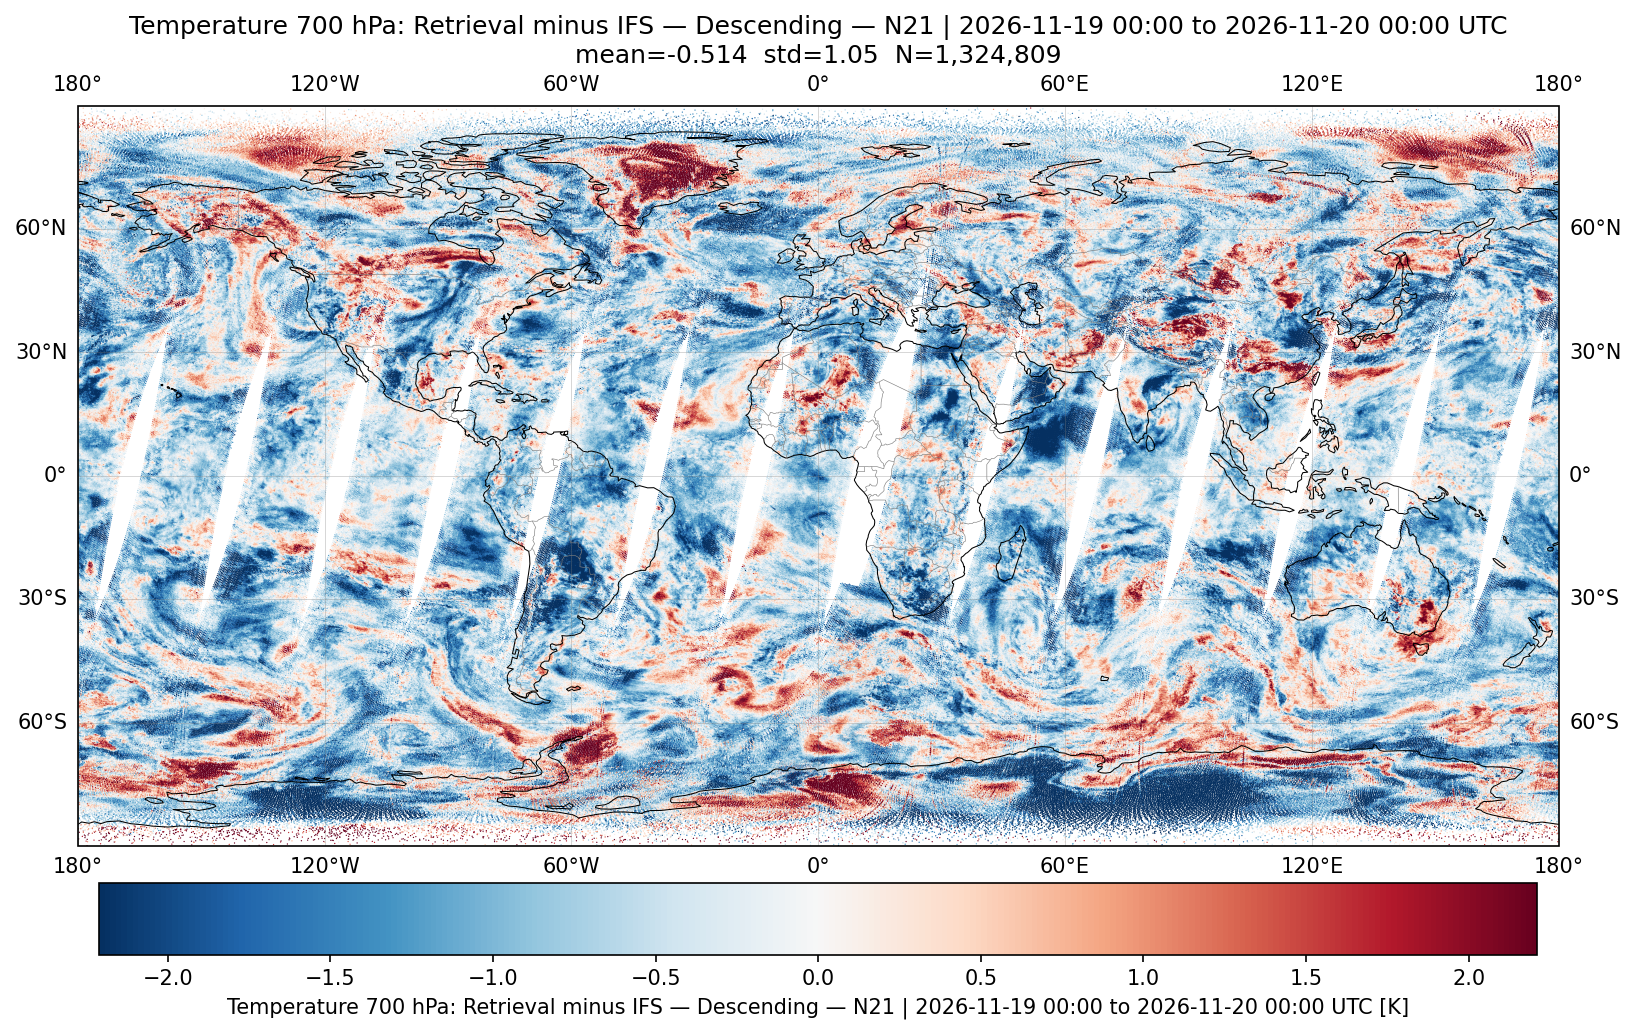 Temperature 700 hPa: Retrieval minus IFS — Descending — N21 | 2026-11-19 00:00 to 2026-11-20 00:00 UTC
mean=-0.514  std=1.05  N=1,324,809
180° 120°W 60°W 0° 60°E 120°E 180°
60°N 60°N
30°N 30°N
0° 0°
30°S 30°S
60°S 60°S
180° 120°W 60°W 0° 60°E 120°E 180°
−2.0 −1.5 −1.0 −0.5 0.0 0.5 1.0 1.5 2.0
Temperature 700 hPa: Retrieval minus IFS — Descending — N21 | 2026-11-19 00:00 to 2026-11-20 00:00 UTC [K]